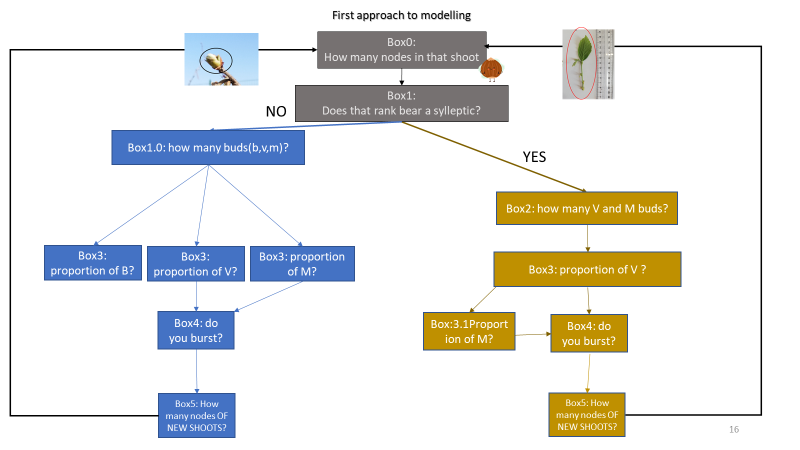 First approach to modelling
Box0:
How many nodes in that shoot
Box1:
Does that rank bear a sylleptic?
NO
YES
Box1.0: how many buds(b,v,m)?
Box2: how many V and M buds?
Box3:
proportion of B?
Box3:
proportion of V?
Box3: proportion
of M?
Box3: proportion of V ?
Box4: do
you burst?
Box:3.1Proport
ion of M?
Box4: do
you burst?
Box5: How
many nodes OF
NEW SHOOTS?
Box5: How
many nodes OF
NEW SHOOTS?
16